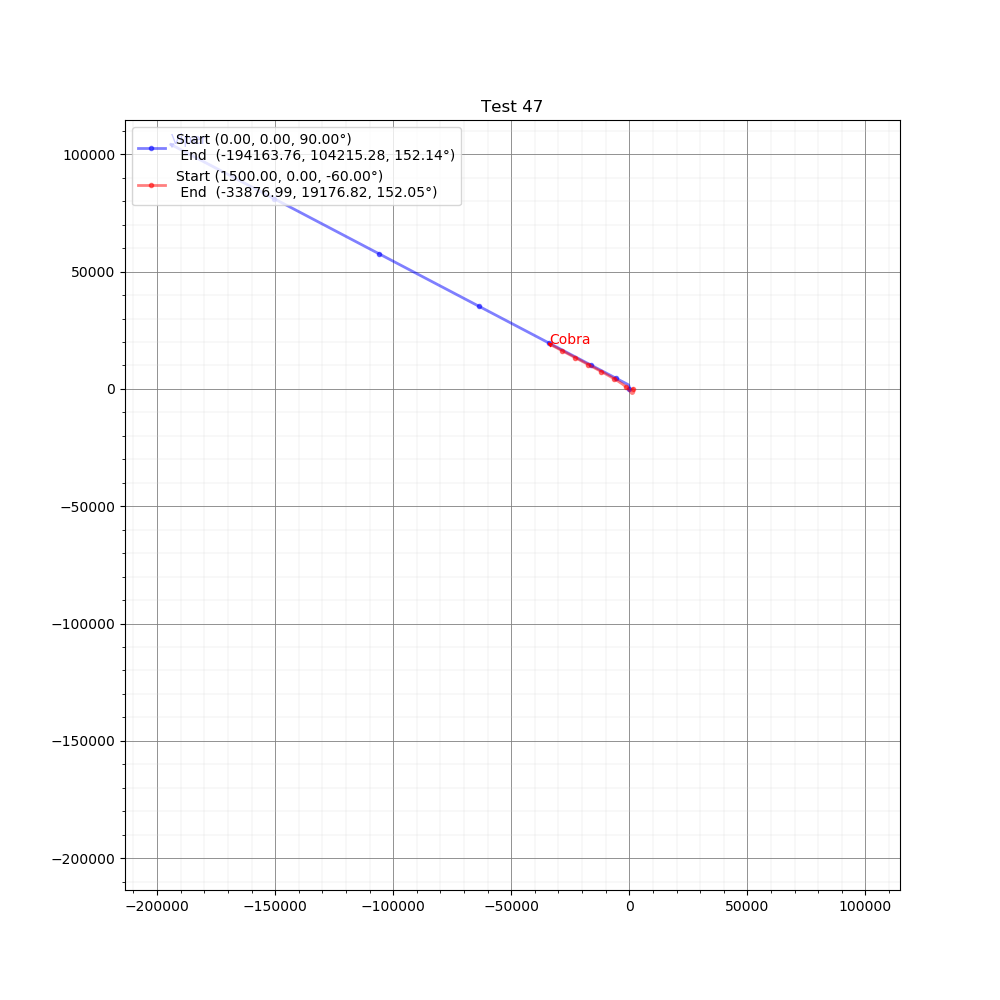 Test 47
Start (0.00, 0.00, 90.00°)
End (-194163.76, 104215.28, 152.14°)
Start (1500.00, 0.00, -60.00°)
End (-33876.99, 19176.82, 152.05°)
Cobra
100000
50000
0
−50000
−100000
−150000
−200000
−200000 −150000 −100000 −50000 0 50000 100000